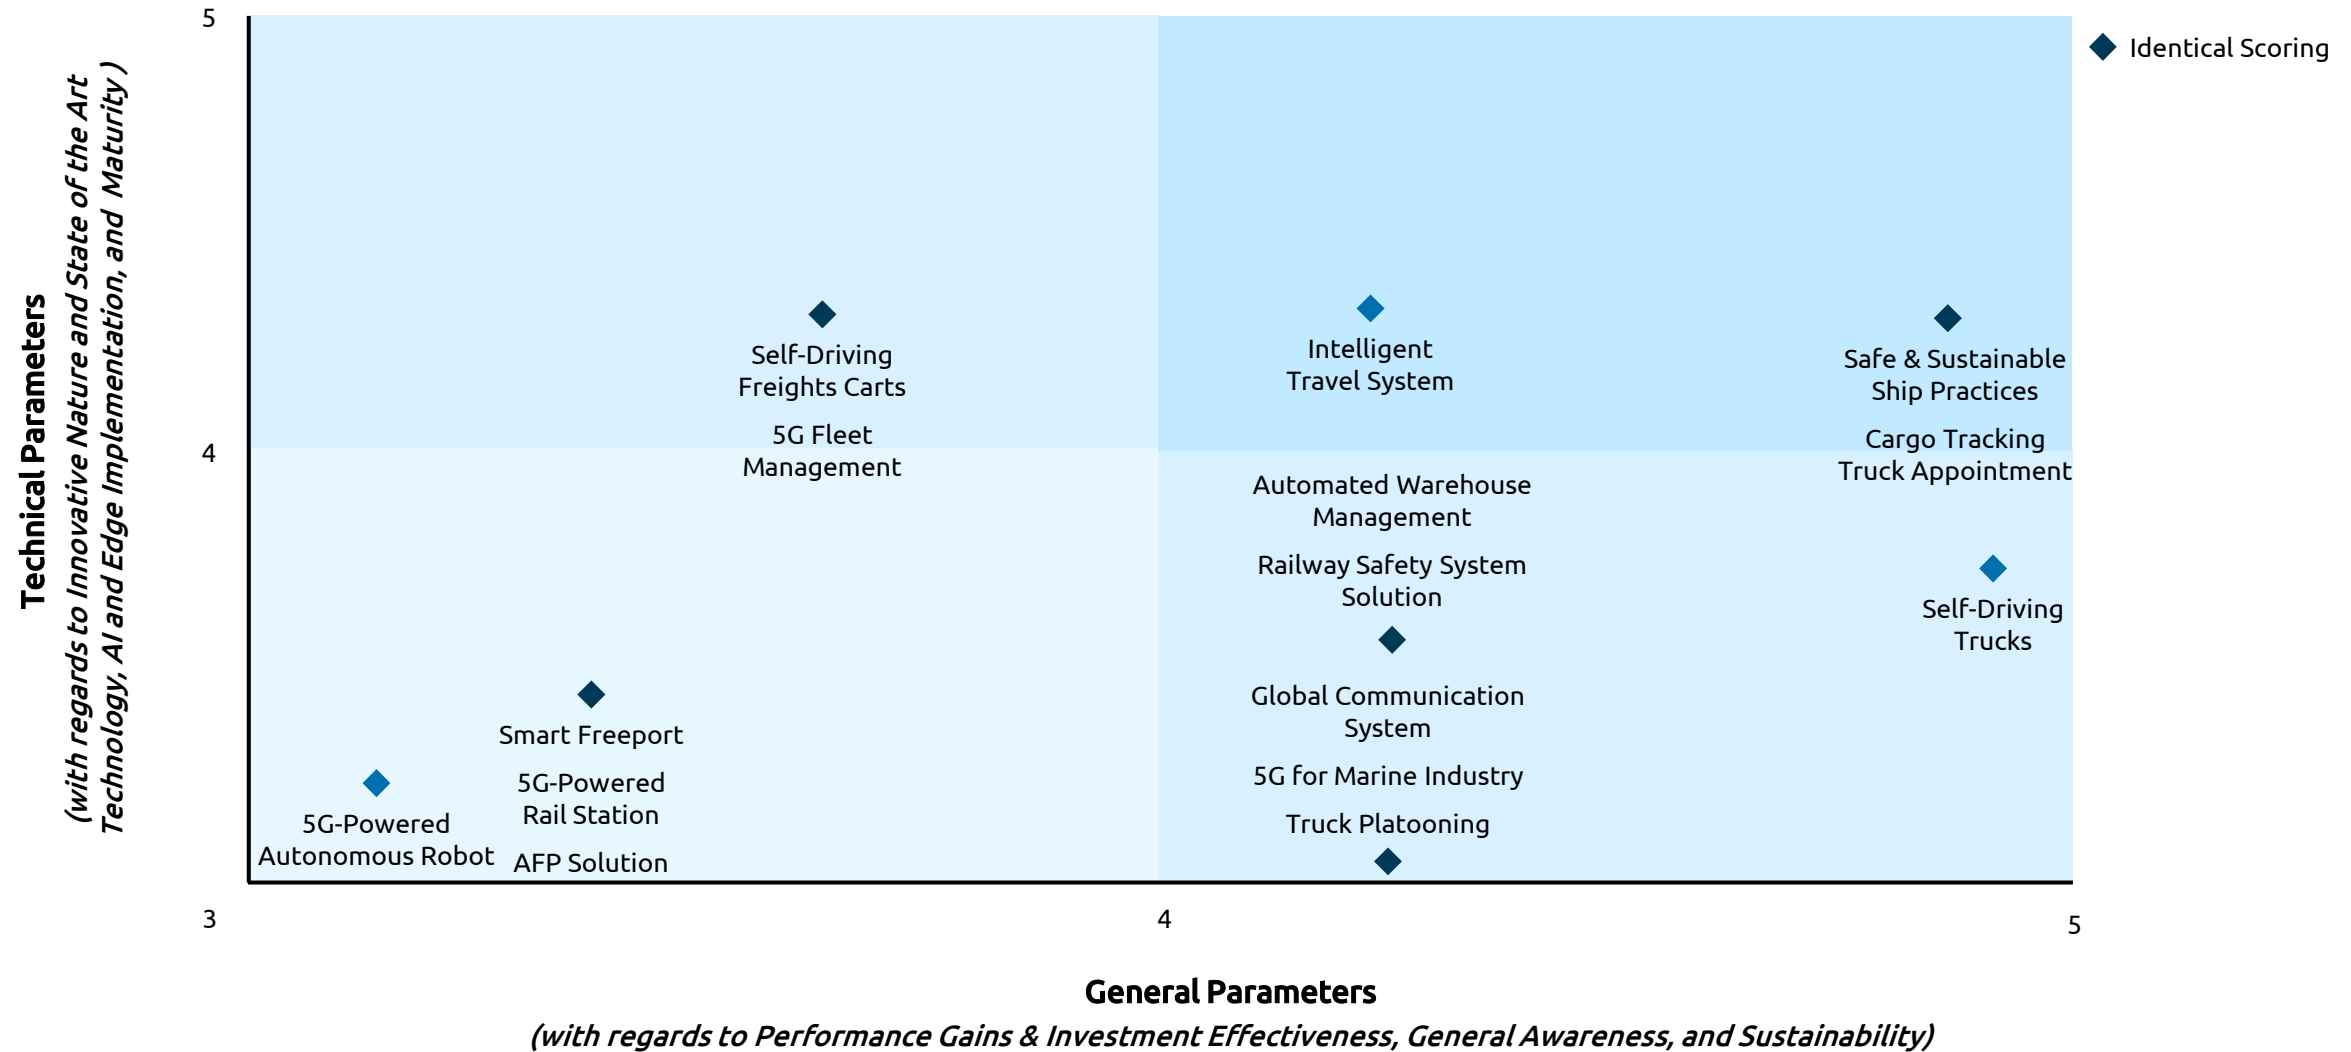 5
Identical Scoring
Technical Parameters
(with regards to Innovative Nature and State of the Art
Technology, AI and Edge Implementation, and Maturity )
Self-Driving
Freights Carts
5G Fleet
Management
Intelligent
Travel System
Safe & Sustainable
Ship Practices
Cargo Tracking
Truck Appointment
4
Automated Warehouse
Management
Railway Safety System
Solution
Self-Driving
Trucks
Global Communication
System
5G for Marine Industry
Truck Platooning
Smart Freeport
5G-Powered
Rail Station
AFP Solution
5G-Powered
Autonomous Robot
3
4
5
General Parameters
(with regards to Performance Gains & Investment Effectiveness, General Awareness, and Sustainability)